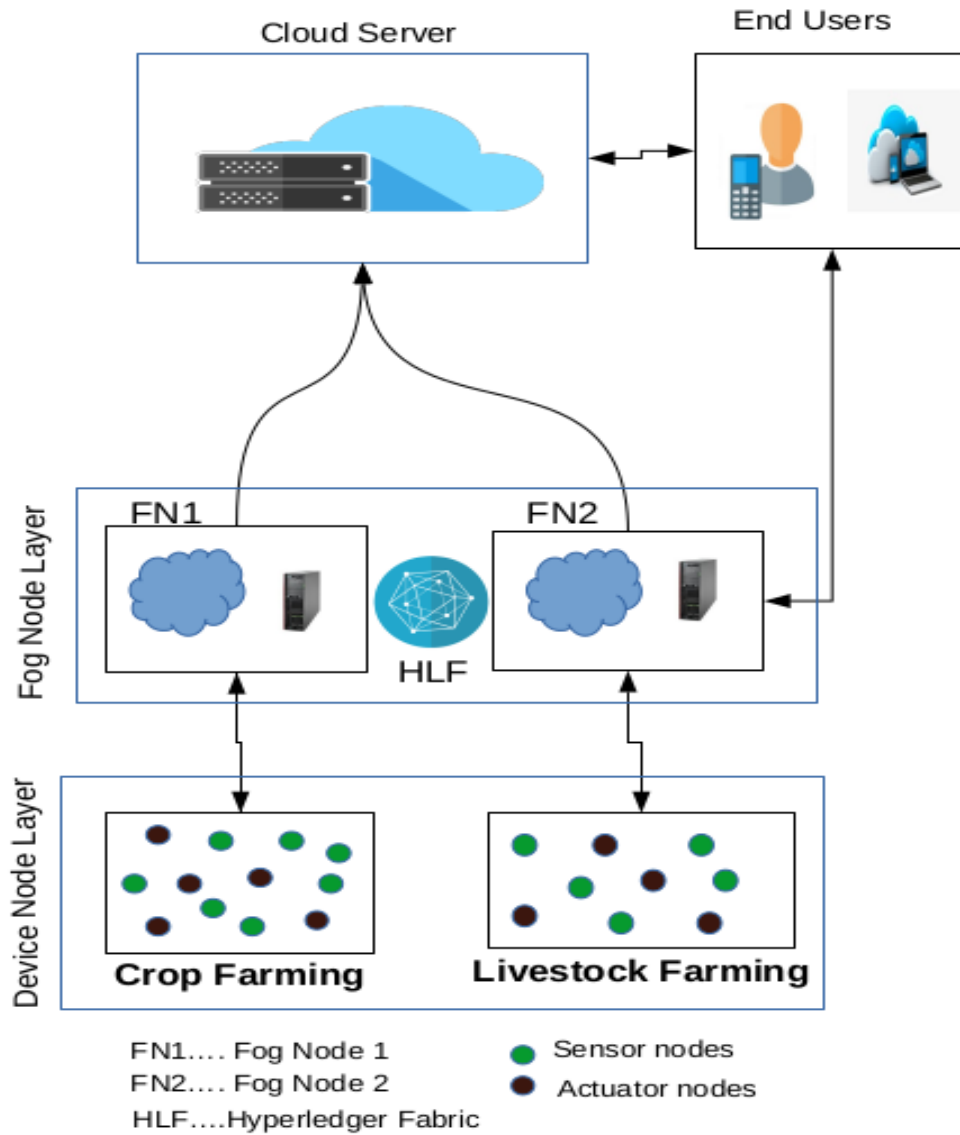 Cloud Server
End Users
Fog Node Layer
FN1
FN2
HLF
Device Node Layer
Crop Farming
Livestock Farming
FN1.... Fog Node 1
FN2.... Fog Node 2
HLF....Hyperledger Fabric
Sensor nodes
Actuator nodes